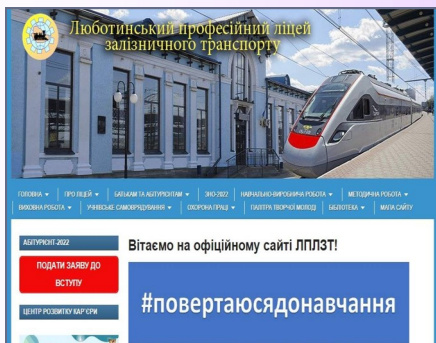 Люботинський професійний ліцей
залізничного транспорту
ГОЛОВНА ПРО ЛІЦЕЙ БАТЬКАМ ТА АБІТУРІЄНТАМ ЗНО-2022 НАВЧАЛЬНО-ВИРОБНИЧА РОБОТА МЕТОДИЧНА РОБОТА
ВИХОВНА РОБОТА УЧНІВСЬКЕ САМОВРЯДУВАННЯ ОХОРОНА ПРАЦІ ПАЛІТРА ТВОРЧОЇ МОЛОДІ БІБЛІОТЕКА МАПА САЙТУ
АБІТУРІЄНТ-2022
ПОДАТИ ЗАЯВУ ДО
ВСТУПУ
ЦЕНТР РОЗВИТКУ КАР'ЄРИ
Вітаємо на офіційному сайті ЛПЛЗТ!
#повертаюсядонавчання